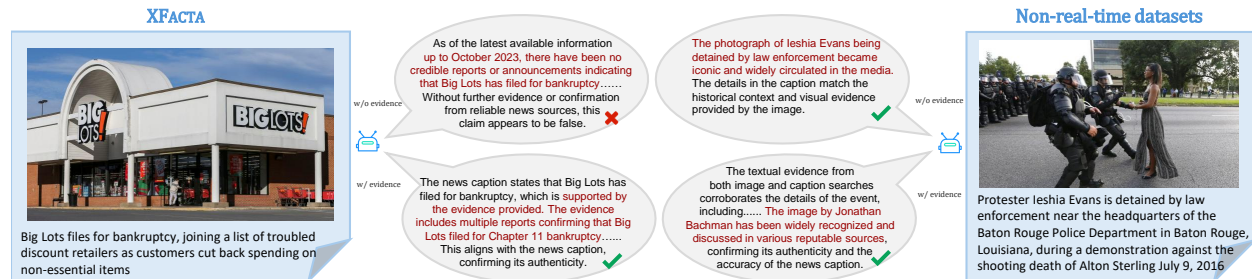 XFACTA
BIG
LOTS!
BIGLOTS!
Big Lots files for bankruptcy, joining a list of troubled
discount retailers as customers cut back spending on
non-essential items
As of the latest available information
up to October 2023, there have been no
credible reports or announcements indicating
that Big Lots has filed for bankruptcy......
Without further evidence or confirmation
from reliable news sources, this
claim appears to be false.
w/o evidence
w/ evidence
The news caption states that Big Lots has
filed for bankruptcy, which is supported by
the evidence provided. The evidence
includes multiple reports confirming that Big
Lots filed for Chapter 11 bankruptcy......
This aligns with the news caption,
confirming its authenticity.
The photograph of Ieshia Evans being
detained by law enforcement became
iconic and widely circulated in the media.
The details in the caption match the
historical context and visual evidence
provided by the image.
w/o evidence
w/ evidence
The textual evidence from
both image and caption searches
corroborates the details of the event,
including...... The image by Jonathan
Bachman has been widely recognized and
discussed in various reputable sources,
confirming its authenticity and the
accuracy of the news caption.
Non-real-time datasets
Protester Ieshia Evans is detained by law
enforcement near the headquarters of the
Baton Rouge Police Department in Baton Rouge,
Louisiana, during a demonstration against the
shooting death of Alton Sterling July 9, 2016